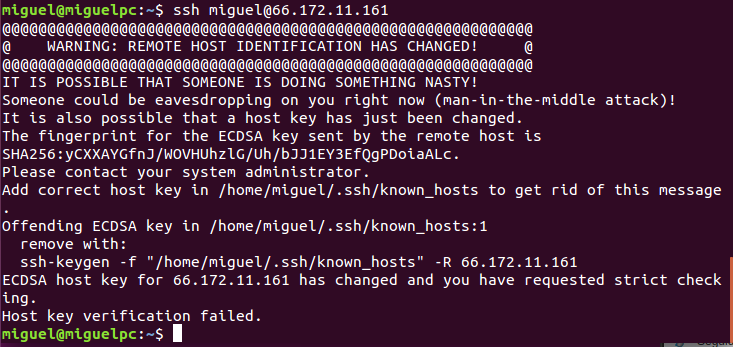 miguel@miguelpc:~$ ssh miguel@66.172.11.161
@@@@@@@@@@@@@@@@@@@@@@@@@@@@@@@@@@@@@@@@@@@@@@@@@@@@@@@@@@@
@    WARNING: REMOTE HOST IDENTIFICATION HAS CHANGED!     @
@@@@@@@@@@@@@@@@@@@@@@@@@@@@@@@@@@@@@@@@@@@@@@@@@@@@@@@@@@@
IT IS POSSIBLE THAT SOMEONE IS DOING SOMETHING NASTY!
Someone could be eavesdropping on you right now (man-in-the-middle attack)!
It is also possible that a host key has just been changed.
The fingerprint for the ECDSA key sent by the remote host is
SHA256:yCXXAYGfnJ/WOVHUhzlG/Uh/bJJ1EY3EfQgPDoiaALc.
Please contact your system administrator.
Add correct host key in /home/miguel/.ssh/known_hosts to get rid of this message
.
Offending ECDSA key in /home/miguel/.ssh/known_hosts:1
  remove with:
  ssh-keygen -f "/home/miguel/.ssh/known_hosts" -R 66.172.11.161
ECDSA host key for 66.172.11.161 has changed and you have requested strict check
ing.
Host key verification failed.
miguel@miguelpc:~$